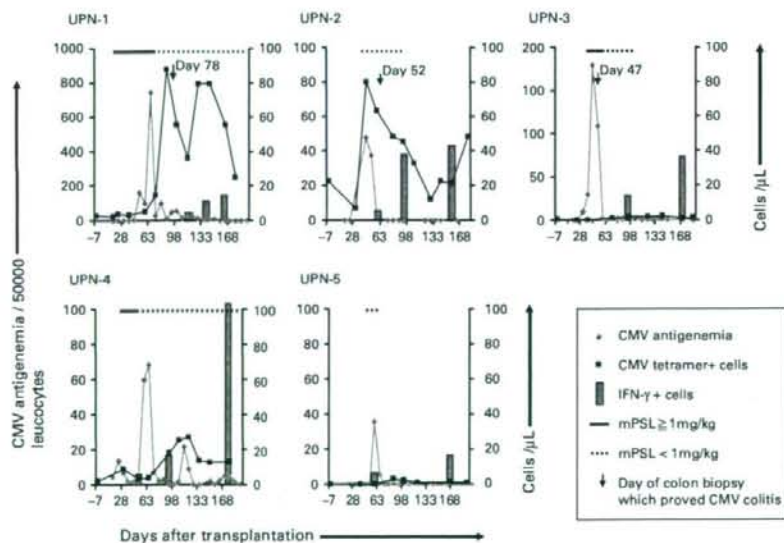 UPN-1
1000
800
600
400
200
0
100
80
60
40
20
0
Day 78
-7 28 63 98 133 168
UPN-2
100
80
60
40
20
0
100
80
60
40
20
0
Day 52
-7 28 63 98 133 168
UPN-3
200
150
100
100
50
0
100
80
60
40
20
0
Day 47
-7 28 63 98 133 168
Cells /μL
UPN-4
100
80
60
40
20
0
100
80
60
40
20
0
-7 28 63 98 133 168
UPN-5
100
80
60
40
20
0
100
80
60
40
20
0
-7 28 63 98 133 168
Cells/μL
CMV antigenemia / 50000
leucocytes
Days after transplantation
CMV antigenemia
CMV tetramer+ cells
IFN-γ+ cells
mPSL ≧ 1mg/kg
mPSL < 1mg/kg
Day of colon biopsy
which proved CMV colitis